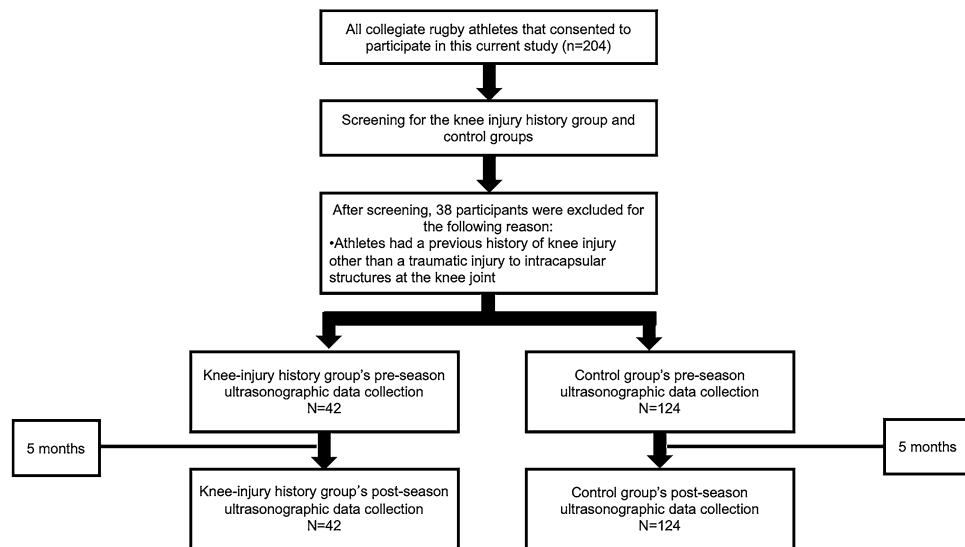 All collegiate rugby athletes that consented to
participate in this current study (n=204)
Screening for the knee injury history group and
control groups
After screening, 38 participants were excluded for
the following reason:
•Athletes had a previous history of knee injury
other than a traumatic injury to intracapsular
structures at the knee joint
Knee-injury history group's pre-season
ultrasonographic data collection
N=42
Control group's pre-season
ultrasonographic data collection
N=124
5 months
5 months
Knee-injury history group's post-season
ultrasonographic data collection
N=42
Control group's post-season
ultrasonographic data collection
N=124